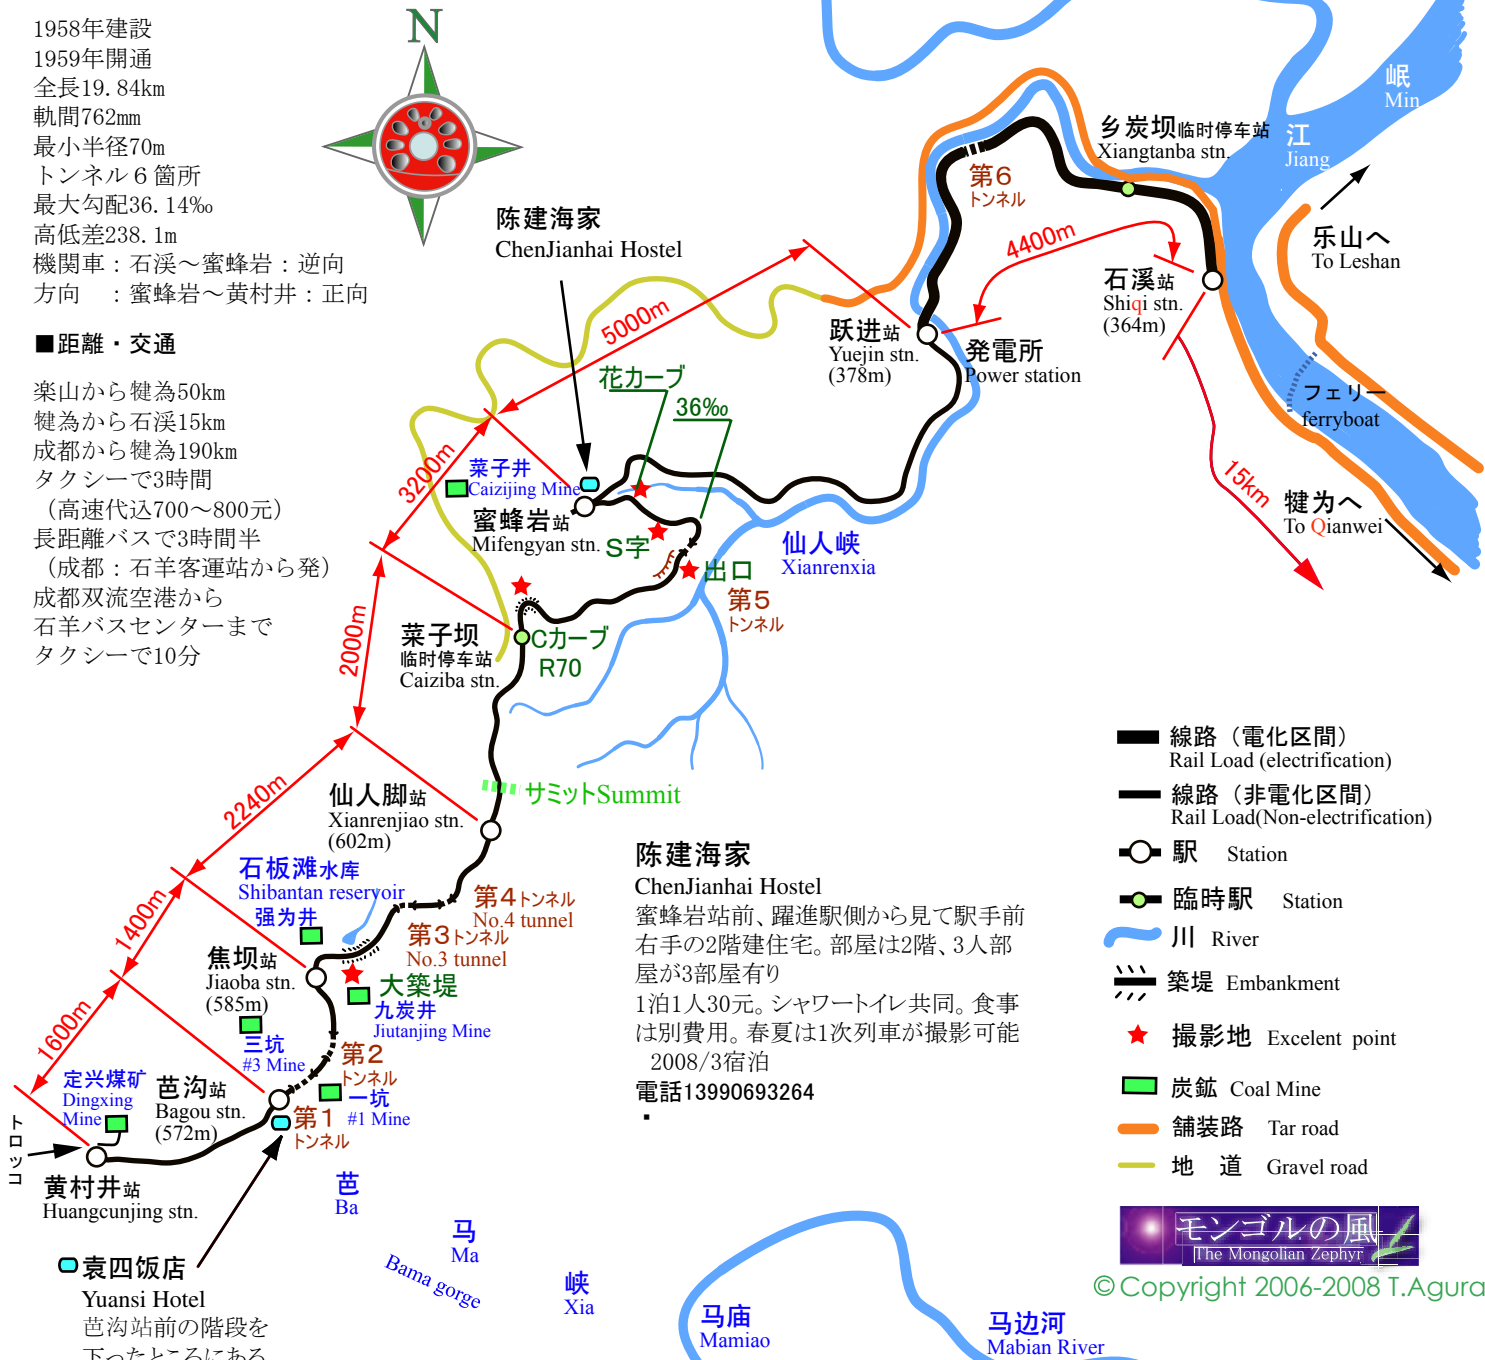 1958年建設
1959年開通
全長19.84km
軌間762mm
最小半径70m
トンネル６箇所
最大勾配36.14‰
高低差238.1m
機関車：石渓～蜜蜂岩：逆向
方向　：蜜蜂岩～黄村井：正向
■距離・交通
楽山から犍為50km
犍為から石渓15km
成都から犍為190km
タクシーで3時間
（高速代込700～800元）
長距離バスで3時間半
（成都：石羊客運站から発）
成都双流空港から
石羊バスセンターまで
タクシーで10分
N
陈建海家
ChenJianhai Hostel
岷
Min
江
Jiang
乡炭坝临时停车站
Xiangtanba stn.
第6
トンネル
4400m
乐山へ
To Leshan
石溪站
Shiqi stn.
(364m)
5000m
跃进站
Yuejin stn.
(378m)
発電所
Power station
フェリー
ferryboat
花カーブ
36‰
3200m
菜子井
Caizijing Mine
蜜蜂岩站
Mifengyan stn.
S字
出口
仙人峡
Xianrenxia
15km
犍为へ
To Qianwei
第5
トンネル
2000m
菜子坝
临时停车站
Caiziba stn.
Cカーブ
R70
サミットSummit
2240m
仙人脚站
Xianrenjiao stn.
(602m)
石板滩水库
Shibantan reservoir
强为井
第4トンネル
No.4 tunnel
第3トンネル
No.3 tunnel
1400m
焦坝站
Jiaoba stn.
(585m)
大築堤
九炭井
Jiutanjing Mine
三坑
#3 Mine
1600m
第2
トンネル
一坑
#1 Mine
定兴煤矿
Dingxing
Mine
芭沟站
Bagou stn.
(572m)
第1
トンネル
トロッコ
黄村井站
Huangcunjing stn.
袁四饭店
Yuansi Hotel
芭沟站前の階段を
下ったところにある
芭
Ba
马
Ma
峡
Xia
Bama gorge
马庙
Mamiao
马边河
Mabian River
陈建海家
ChenJianhai Hostel
蜜蜂岩站前、躍進駅側から見て駅手前
右手の2階建住宅。部屋は2階、3人部
屋が3部屋有り
1泊1人30元。シャワートイレ共同。食事
は別費用。春夏は1次列車が撮影可能
2008/3宿泊
電話13990693264
線路（電化区間）
Rail Load (electrification)
線路（非電化区間）
Rail Load(Non-electrification)
駅 Station
臨時駅 Station
川 River
築堤 Embankment
撮影地 Excelent point
炭鉱 Coal Mine
舗装路 Tar road
地　道 Gravel road
モンゴルの風
The Mongolian Zephyr
© Copyright 2006-2008 T.Agura